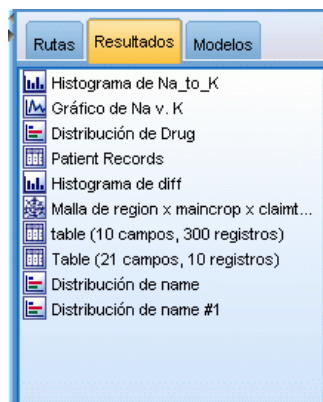 Rutas Resultados Modelos
Histograma de Na_to_K
Gráfico de Na v. K
Distribución de Drug
Patient Records
Histograma de diff
Malla de region x maincrop x claimt...
table (10 campos, 300 registros)
Table (21 campos, 10 registros)
Distribución de name
Distribución de name #1